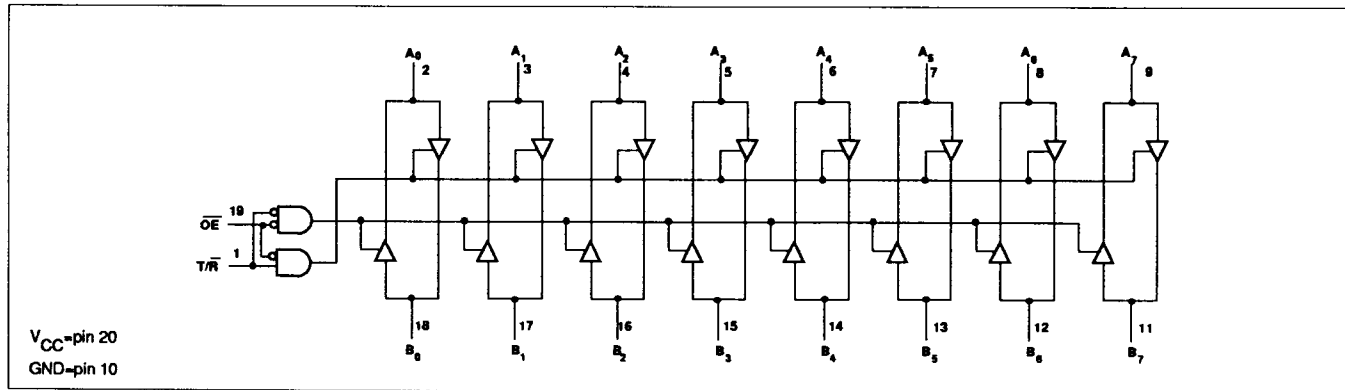 A₀ A₁ A₂ A₃ A₄ A₅ A₆ A₇
2 3 4 5 6 7 8 9
19
O̅E̅
1
T/R̅
18 17 16 15 14 13 12 11
B₀ B₁ B₂ B₃ B₄ B₅ B₆ B₇
V_CC=pin 20
GND=pin 10